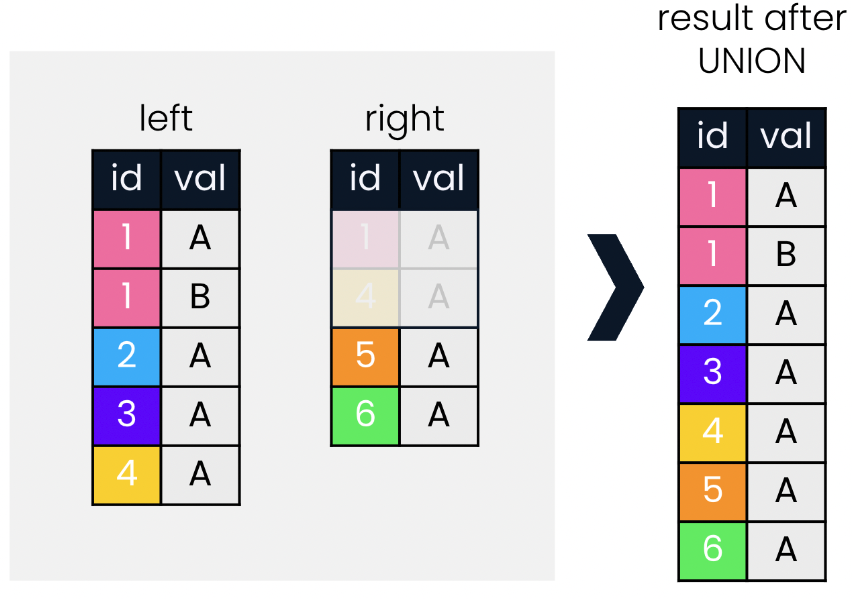 result after
UNION
left
right
id val
1 A
1 B
2 A
3 A
4 A
id val
1 A
4 A
5 A
6 A
id val
1 A
1 B
2 A
3 A
4 A
5 A
6 A